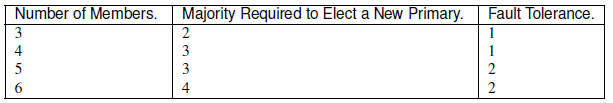 Number of Members. Majority Required to Elect a New Primary. Fault Tolerance.
3 2 1
4 3 1
5 3 2
6 4 2